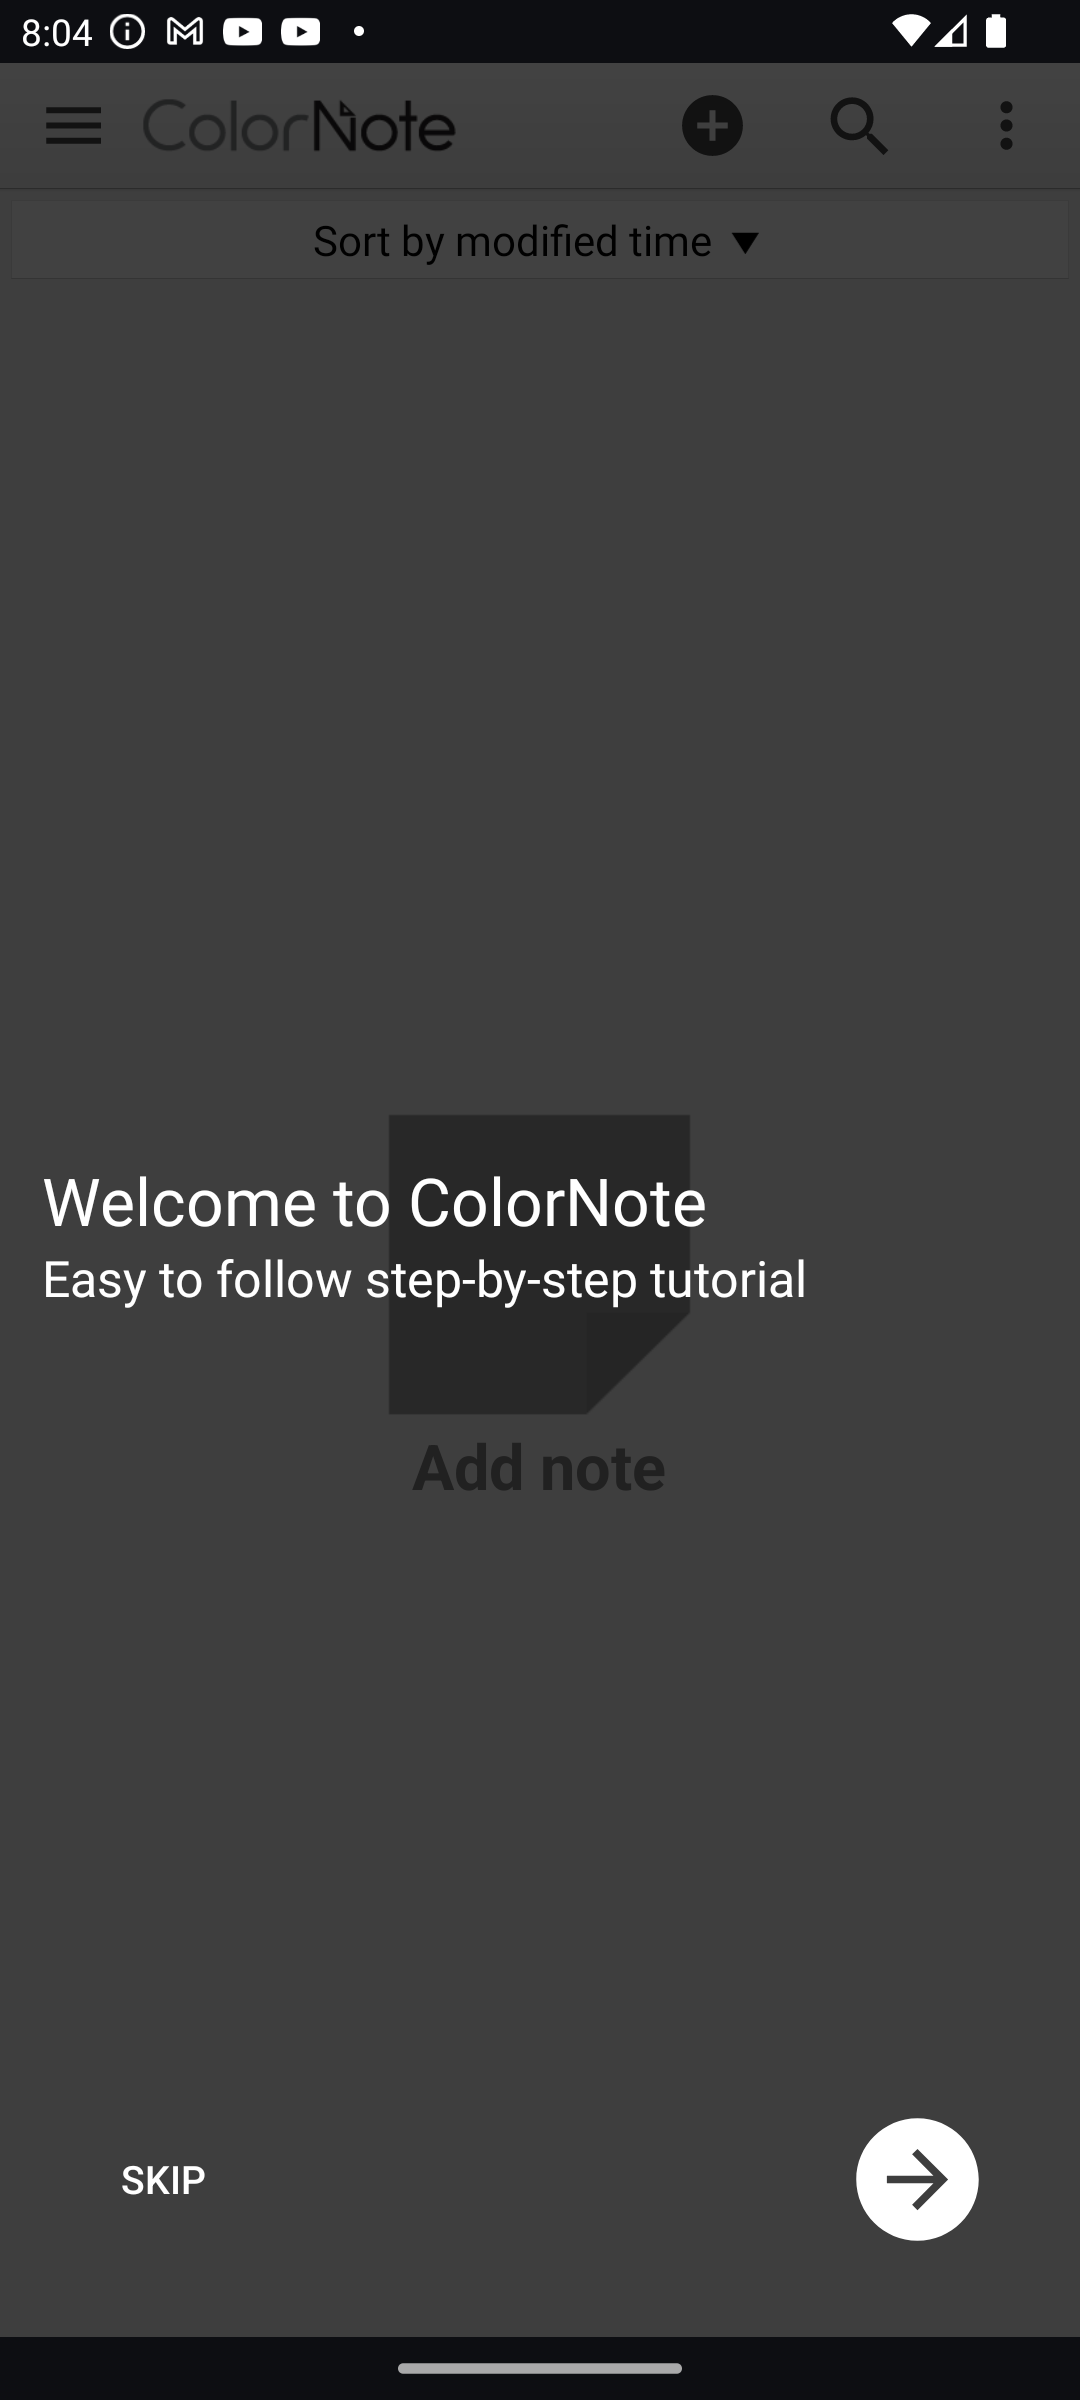 8:04
ColorNote
Sort by modified time
Welcome to ColorNote
Easy to follow step-by-step tutorial
Add note
SKIP